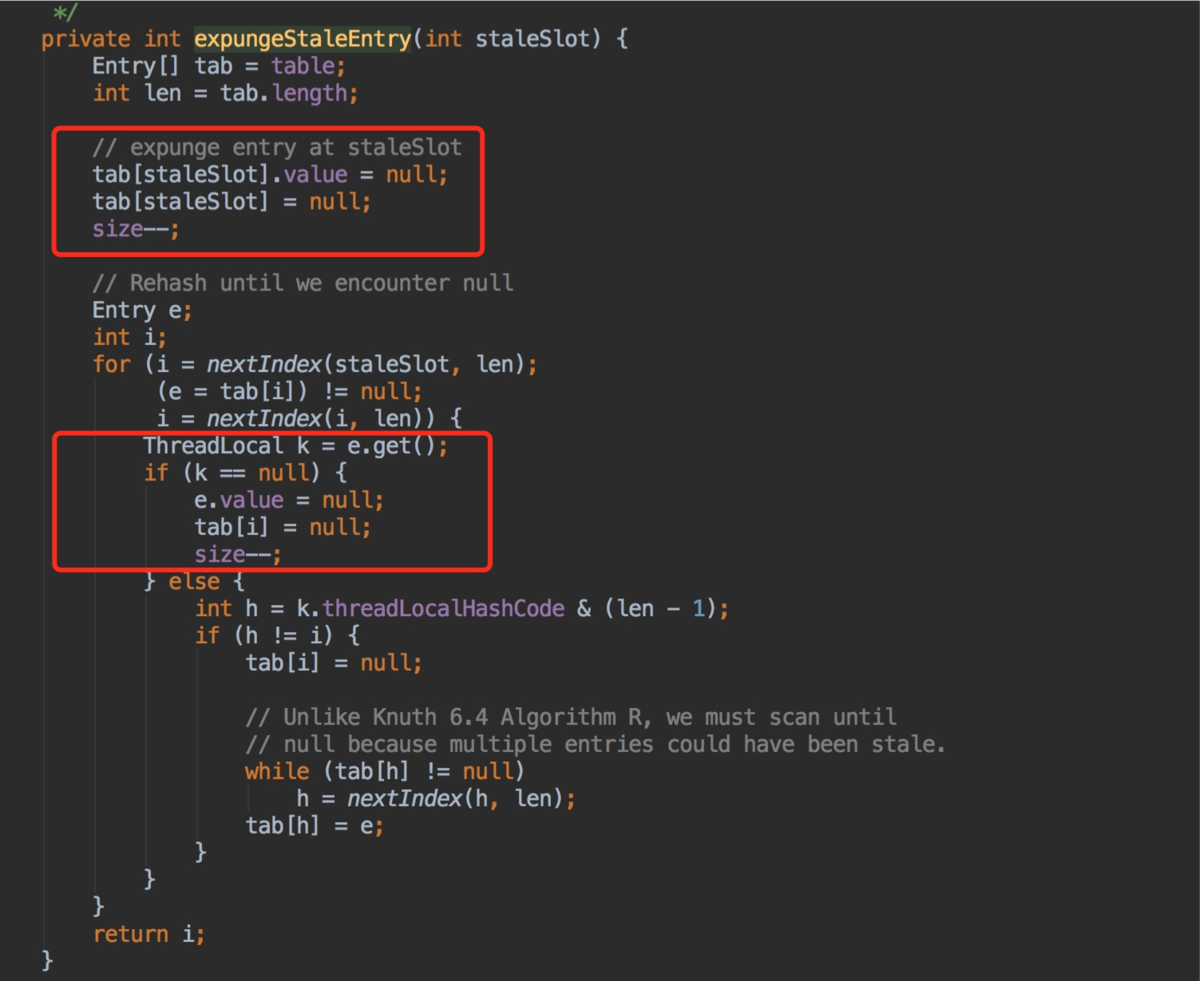 */
private int expungeStaleEntry(int staleSlot) {
Entry[] tab = table;
int len = tab.length;
// expunge entry at staleSlot
tab[staleSlot].value = null;
tab[staleSlot] = null;
size--;
// Rehash until we encounter null
Entry e;
int i;
for (i = nextIndex(staleSlot, len);
(e = tab[i]) != null;
i = nextIndex(i, len)) {
ThreadLocal k = e.get();
if (k == null) {
e.value = null;
tab[i] = null;
size--;
} else {
int h = k.threadLocalHashCode & (len - 1);
if (h != i) {
tab[i] = null;
// Unlike Knuth 6.4 Algorithm R, we must scan until
// null because multiple entries could have been stale.
while (tab[h] != null)
h = nextIndex(h, len);
tab[h] = e;
}
}
}
return i;
}